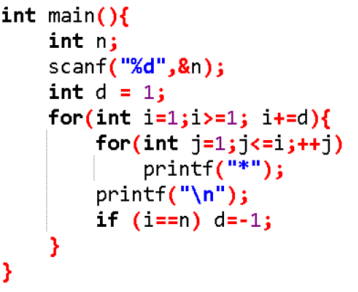 int main(){
    int n;
    scanf("%d",&n);
    int d = 1;
    for(int i=1;i>=1; i+=d){
        for(int j=1;j<=i;++j)
            printf("*");
        printf("\n");
        if (i==n) d=-1;
    }
}